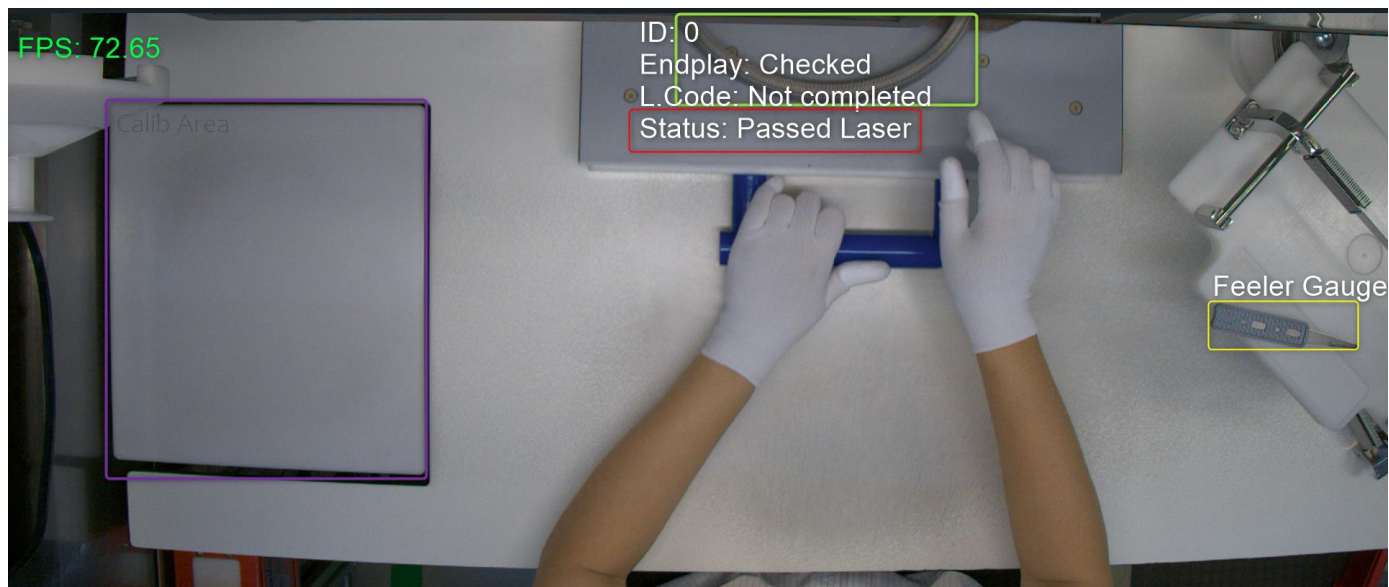 FPS: 72.65
ID: 0
Endplay: Checked
L.Code: Not completed
Status: Passed Laser
Calib Area
Feeler Gauge